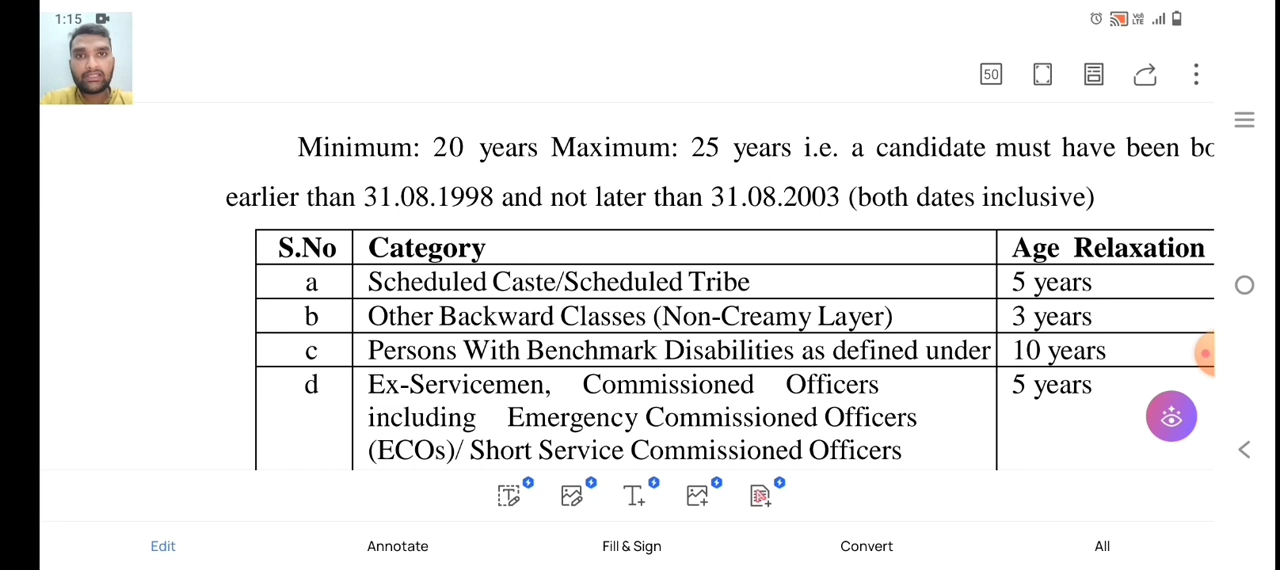 1:15
VoI
LTE
50
Minimum: 20 years Maximum: 25 years i.e. a candidate must have been bo
earlier than 31.08.1998 and not later than 31.08.2003 (both dates inclusive)
S.No Category Age Relaxation
a Scheduled Caste/Scheduled Tribe 5 years
b Other Backward Classes (Non-Creamy Layer) 3 years
c Persons With Benchmark Disabilities as defined under 10 years
d Ex-Servicemen, Commissioned Officers 5 years
including Emergency Commissioned Officers
(ECOs)/ Short Service Commissioned Officers
Edit Annotate Fill & Sign Convert All